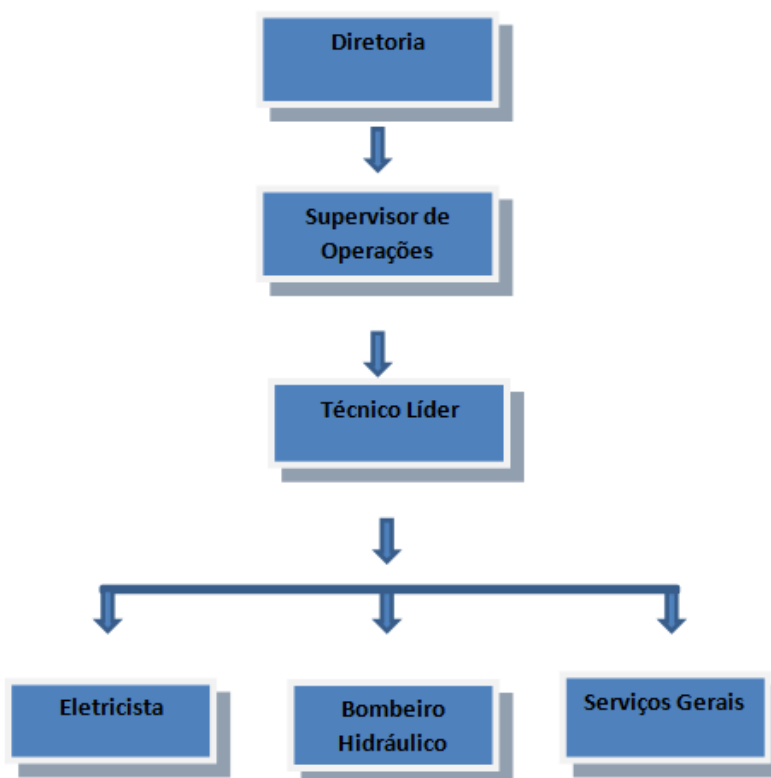 Diretoria
Supervisor de
Operações
Técnico Líder
Eletricista
Bombeiro
Hidráulico
Serviços Gerais